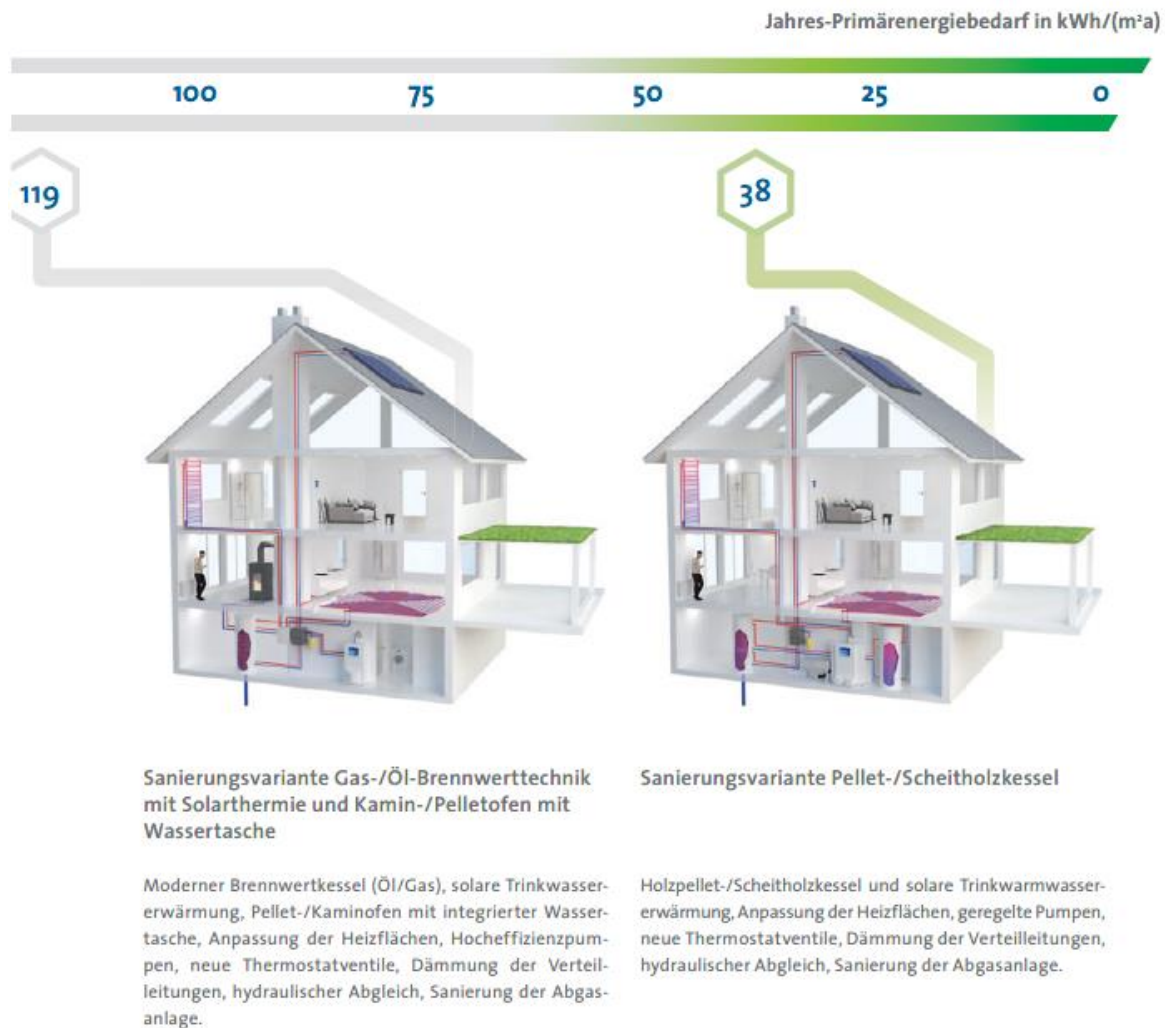 Jahres-Primärenergiebedarf in kWh/(m²a)
100 75 50 25 0
119 38
Sanierungsvariante Gas-/Öl-Brennwerttechnik
mit Solarthermie und Kamin-/Pelletofen mit
Wassertasche
Moderner Brennwertkessel (Öl/Gas), solare Trinkwasser-
erwärmung, Pellet-/Kaminofen mit integrierter Wasser-
tasche, Anpassung der Heizflächen, Hocheffizienzpum-
pen, neue Thermostatventile, Dämmung der Verteil-
leitungen, hydraulischer Abgleich, Sanierung der Abgas-
anlage.
Sanierungsvariante Pellet-/Scheitholzkessel
Holzpellet-/Scheitholzkessel und solare Trinkwarmwasser-
erwärmung, Anpassung der Heizflächen, geregelte Pumpen,
neue Thermostatventile, Dämmung der Verteilleitungen,
hydraulischer Abgleich, Sanierung der Abgasanlage.